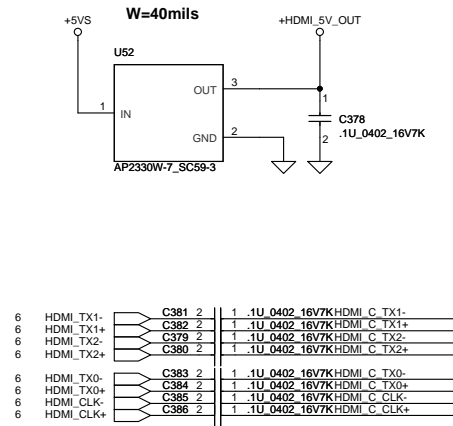 W=40mils
+5VS
+HDMI_5V_OUT
U52
OUT 3
1
1 IN
C378
.1U_0402_16V7K
GND 2
2
AP2330W-7_SC59-3
6 HDMI_TX1- C381 2 1 .1U_0402_16V7K HDMI_C_TX1-
6 HDMI_TX1+ C382 2 1 .1U_0402_16V7K HDMI_C_TX1+
6 HDMI_TX2- C379 2 1 .1U_0402_16V7K HDMI_C_TX2-
6 HDMI_TX2+ C380 2 1 .1U_0402_16V7K HDMI_C_TX2+
6 HDMI_TX0- C383 2 1 .1U_0402_16V7K HDMI_C_TX0-
6 HDMI_TX0+ C384 2 1 .1U_0402_16V7K HDMI_C_TX0+
6 HDMI_CLK- C385 2 1 .1U_0402_16V7K HDMI_C_CLK-
6 HDMI_CLK+ C386 2 1 .1U_0402_16V7K HDMI_C_CLK+